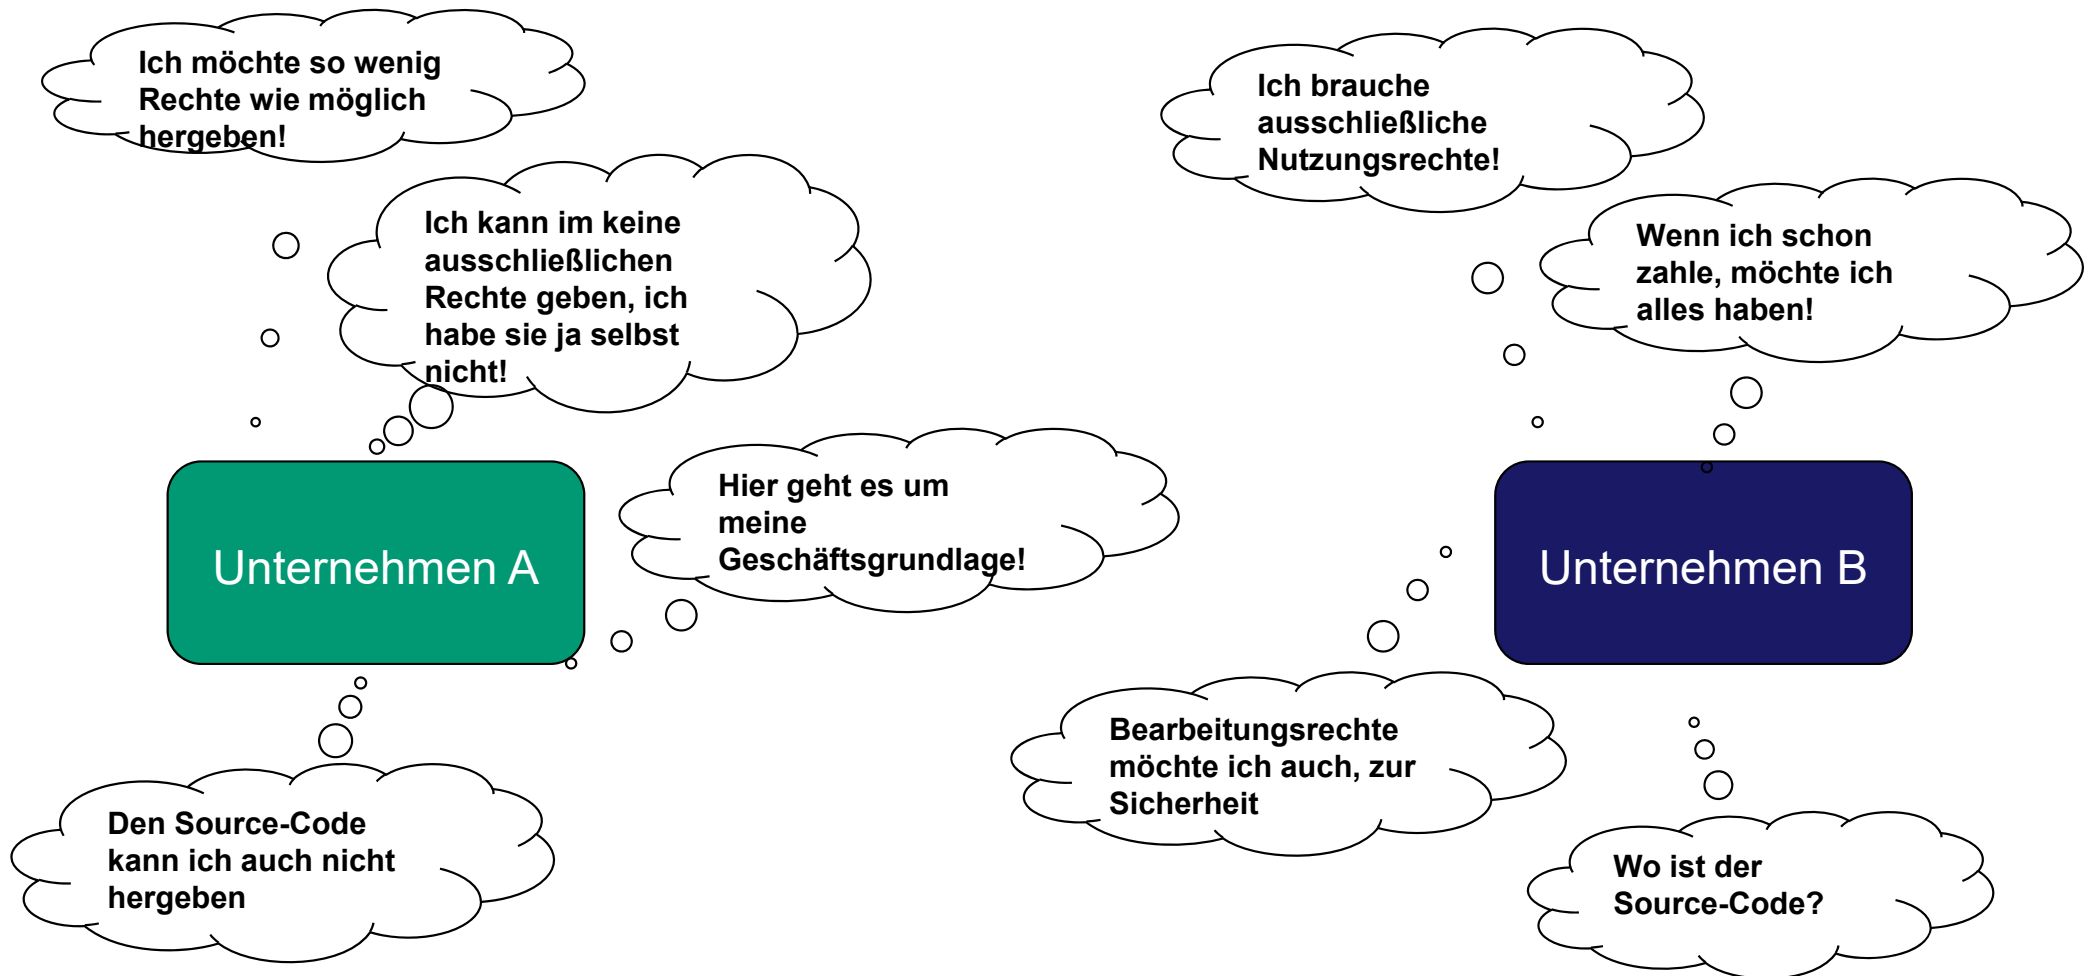 Ich möchte so wenig
Rechte wie möglich
hergeben!
Ich kann im keine
ausschließlichen
Rechte geben, ich
habe sie ja selbst
nicht!
Hier geht es um
meine
Geschäftsgrundlage!
Unternehmen A
Den Source-Code
kann ich auch nicht
hergeben
Ich brauche
ausschließliche
Nutzungsrechte!
Wenn ich schon
zahle, möchte ich
alles haben!
Unternehmen B
Bearbeitungsrechte
möchte ich auch, zur
Sicherheit
Wo ist der
Source-Code?